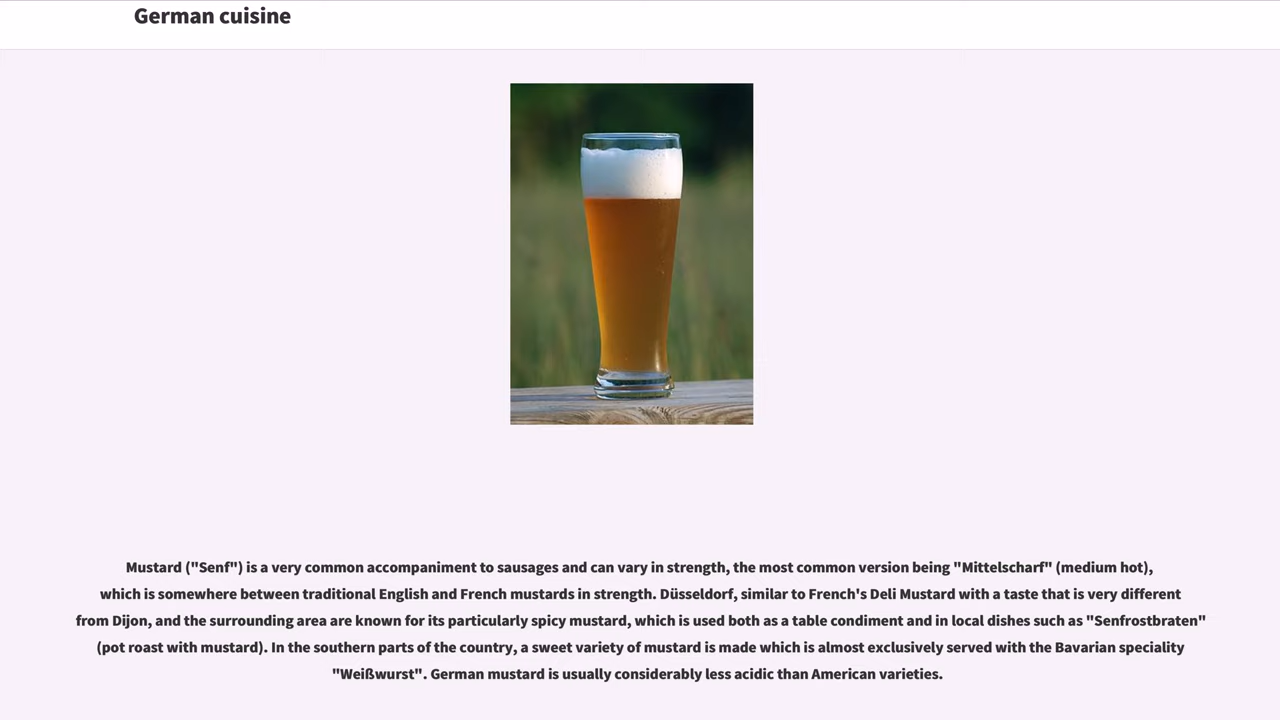 German cuisine
Mustard ("Senf") is a very common accompaniment to sausages and can vary in strength, the most common version being "Mittelscharf" (medium hot),
which is somewhere between traditional English and French mustards in strength. Düsseldorf, similar to French's Deli Mustard with a taste that is very different
from Dijon, and the surrounding area are known for its particularly spicy mustard, which is used both as a table condiment and in local dishes such as "Senfrostbraten"
(pot roast with mustard). In the southern parts of the country, a sweet variety of mustard is made which is almost exclusively served with the Bavarian speciality
"Weißwurst". German mustard is usually considerably less acidic than American varieties.